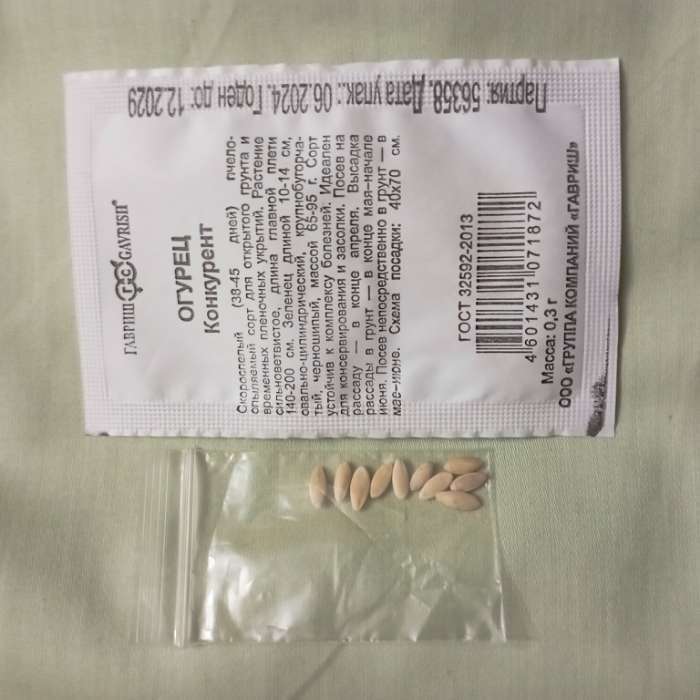 ГАВРИШ GAVRISH
ОГУРЕЦ
Конкурент
Скороспелый (38-45 дней) пчело-
опыляемый сорт для открытого грунта и
временных пленочных укрытий. Растение
сильноветвистое, длина главной плети
140-200 см. Зеленец длиной 10-14 см,
овально-цилиндрический, крупнобугорча-
тый, черношипый, массой 65-95 г. Сорт
устойчив к комплексу болезней. Идеален
для консервирования и засолки. Посев на
рассаду — в конце апреля. Высадка
рассады в грунт — в конце мая–начале
июня. Посев непосредственно в грунт — в
мае-июне. Схема посадки: 40х70 см.
ГОСТ 32592-2013
4 601431 071872
Масса: 0,3 г
ООО «ГРУППА КОМПАНИЙ «ГАВРИШ»
Партия: 56358. Дата упак.: 06.2024. Годен до: 12.2029